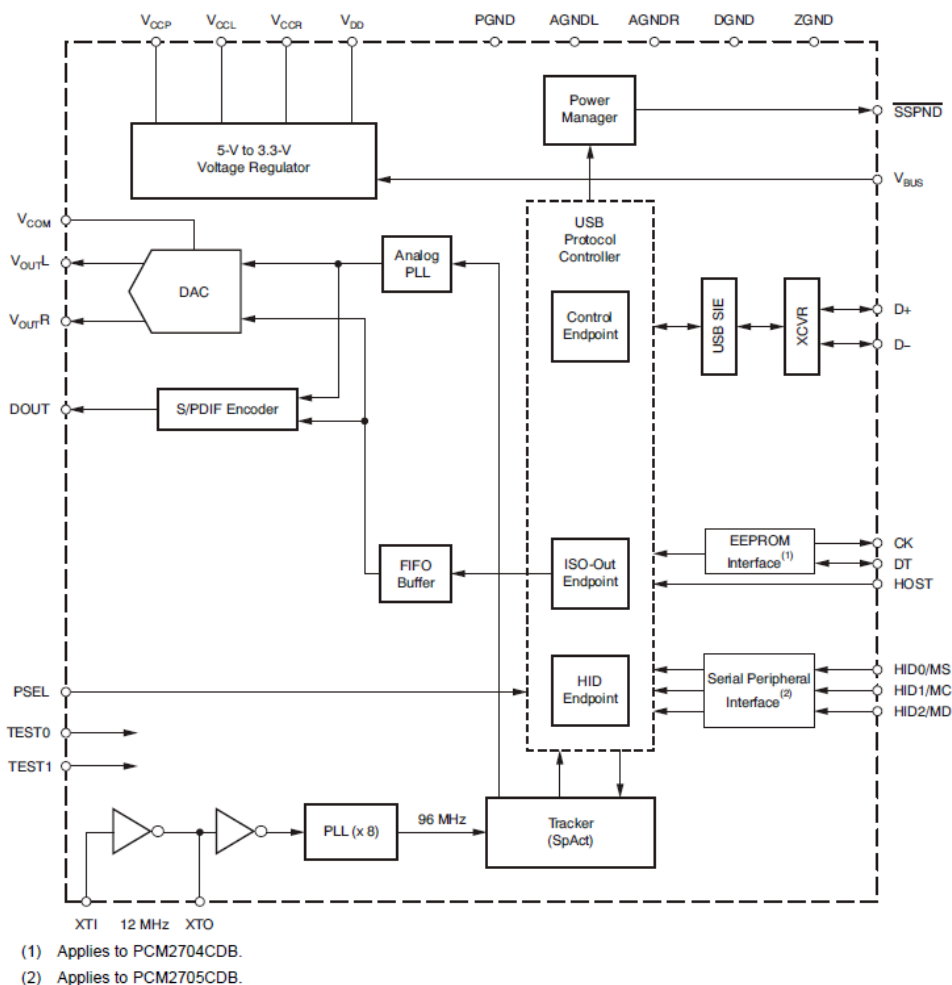 VCCP VCCL VCCR VDD PGND AGNDL AGNDR DGND ZGND
Power
Manager
SSPND
5-V to 3.3-V
Voltage Regulator
VBUS
VCOM
USB
Protocol
Controller
VOUTL
Analog
PLL
DAC
VOUTR
Control
Endpoint
USB SIE
XCVR
D+
D–
DOUT
S/PDIF Encoder
FIFO
Buffer
ISO-Out
Endpoint
EEPROM
Interface(1)
CK
DT
HOST
PSEL
HID
Endpoint
Serial Peripheral
Interface(2)
HID0/MS
HID1/MC
HID2/MD
TEST0
TEST1
PLL (x 8)
96 MHz
Tracker
(SpAct)
XTI 12 MHz XTO
(1) Applies to PCM2704CDB.
(2) Applies to PCM2705CDB.